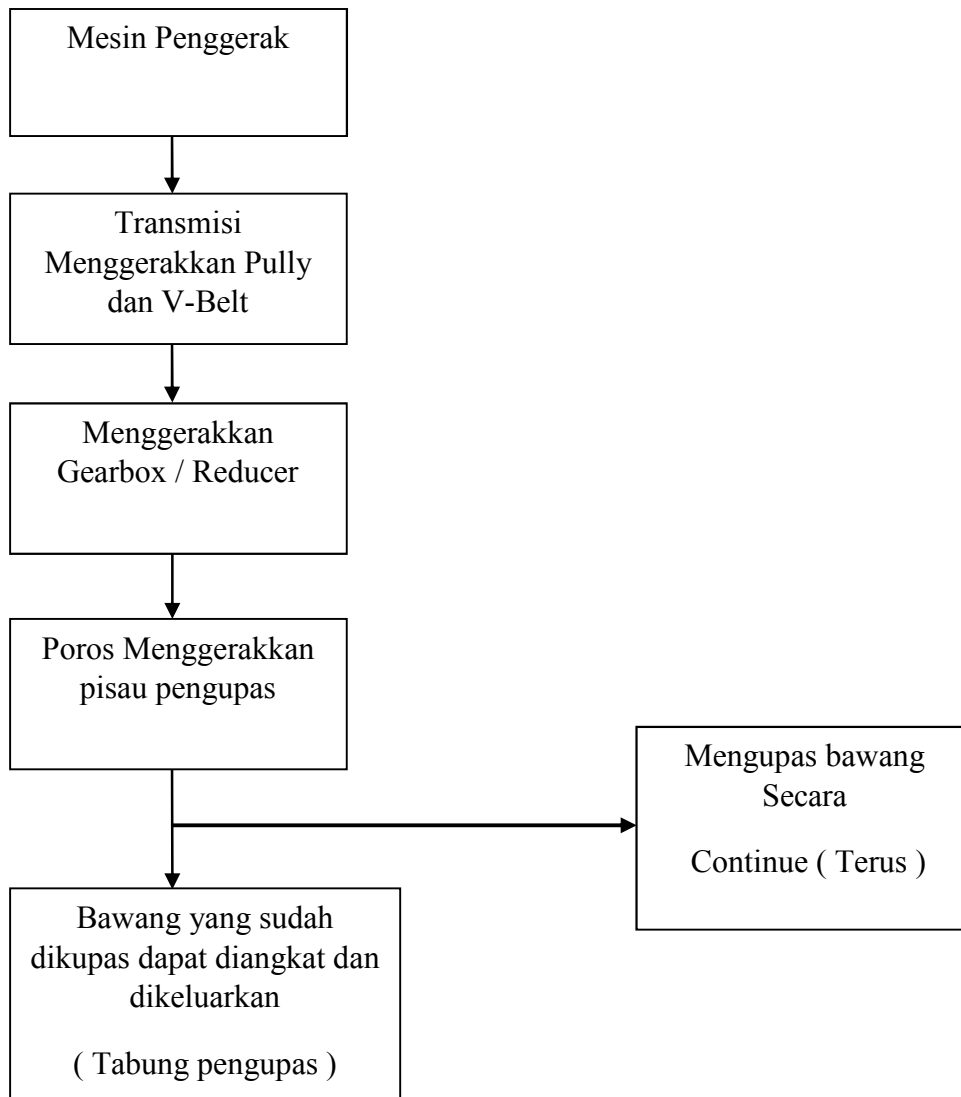 Mesin Penggerak
Transmisi
Menggerakkan Pully
dan V-Belt
Menggerakkan
Gearbox / Reducer
Poros Menggerakkan
pisau pengupas
Mengupas bawang
Secara
Continue ( Terus )
Bawang yang sudah
dikupas dapat diangkat dan
dikeluarkan
( Tabung pengupas )